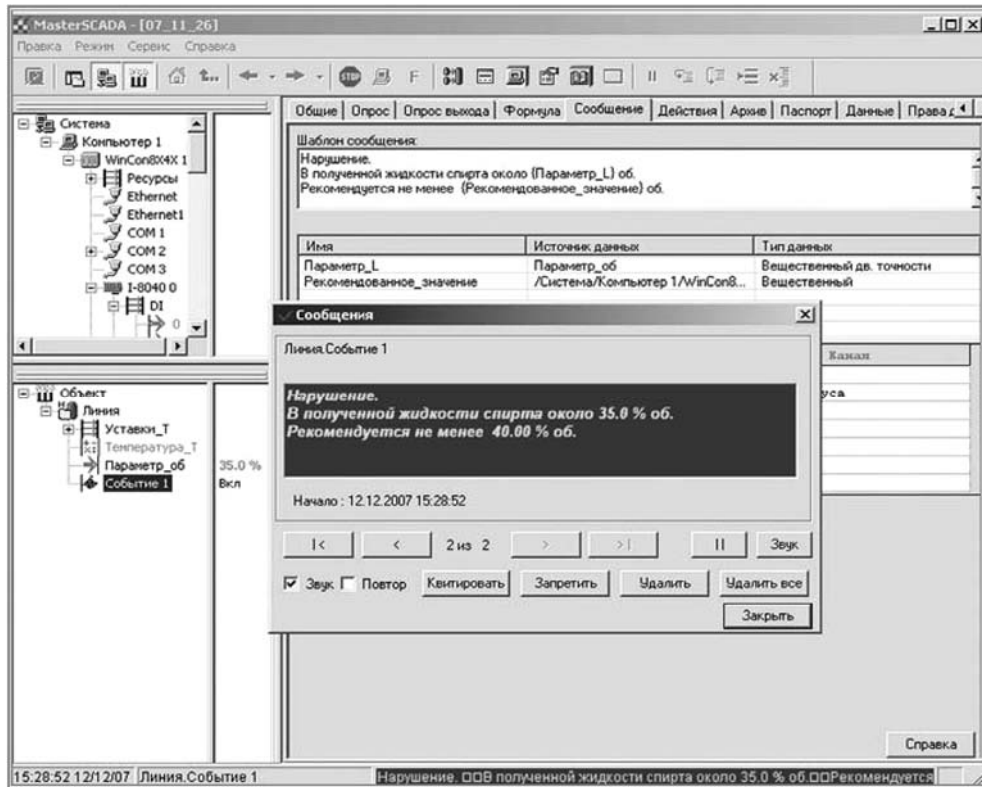 MasterSCADA - [07_11_26]
Правка Режим Сервис Справка
STOP F
Система
Компьютер 1
WinCon8X4X 1
Ресурсы
Ethernet
Ethernet1
COM 1
COM 2
COM 3
I-8040 0
DI
0
Объект
Линия
Уставки_Т
Температура_Т
Параметр_об 35.0 %
Событие 1 Вкл
Общие Опрос Опрос выхода Формула Сообщение Действия Архив Паспорт Данные Права д
Шаблон сообщения:
Нарушение.
В полученной жидкости спирта около {Параметр_L} об.
Рекомендуется не менее {Рекомендованное_значение} об.
Имя Источник данных Тип данных
Параметр_L Параметр_об Вещественный дв. точности
Рекомендованное_значение /Система/Компьютер 1/WinCon8... Вещественный
Канал
уса
Сообщения
Линия.Событие 1
Нарушение.
В полученной жидкости спирта около 35.0 % об.
Рекомендуется не менее 40.00 % об.
Начало : 12.12.2007 15:28:52
|< < 2 из 2 > >| || Звук
Звук Повтор Квитировать Запретить Удалить Удалить все
Закрыть
Справка
15:28:52 12/12/07 Линия.Событие 1 Нарушение. □□В полученной жидкости спирта около 35.0 % об.□□Рекомендуется